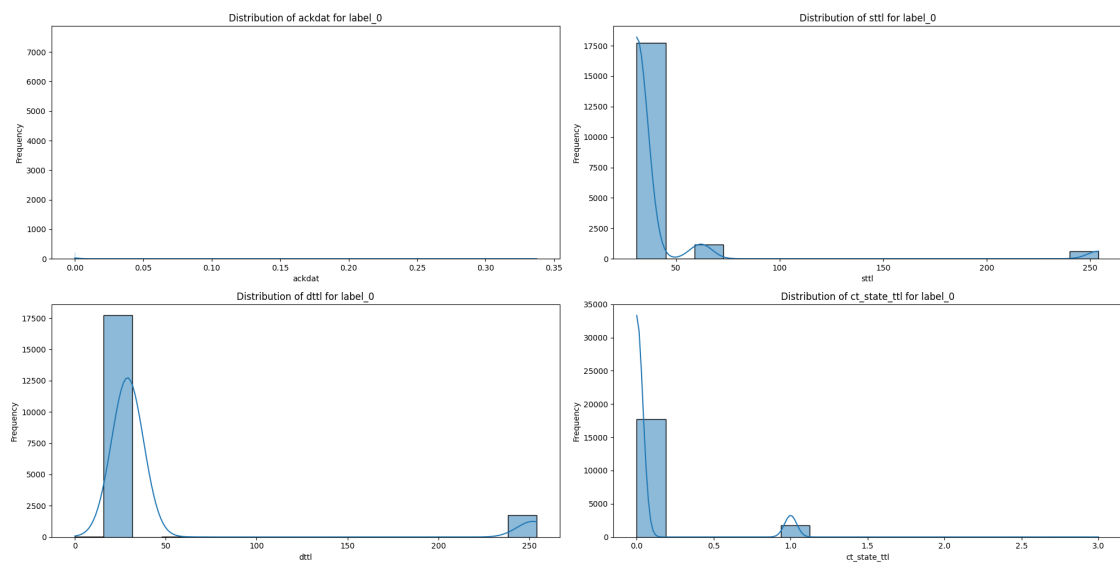 Distribution of ackdat for label_0
Frequency
7000
6000
5000
4000
3000
2000
1000
0
0.00 0.05 0.10 0.15 0.20 0.25 0.30 0.35
ackdat
Distribution of sttl for label_0
Frequency
17500
15000
12500
10000
7500
5000
2500
0
50 100 150 200 250
sttl
Distribution of dttl for label_0
Frequency
17500
15000
12500
10000
7500
5000
2500
0
0 50 100 150 200 250
dttl
Distribution of ct_state_ttl for label_0
Frequency
35000
30000
25000
20000
15000
10000
5000
0
0.0 0.5 1.0 1.5 2.0 2.5 3.0
ct_state_ttl